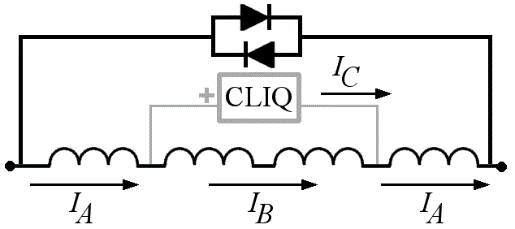 I_C
+ CLIQ
I_A I_B I_A